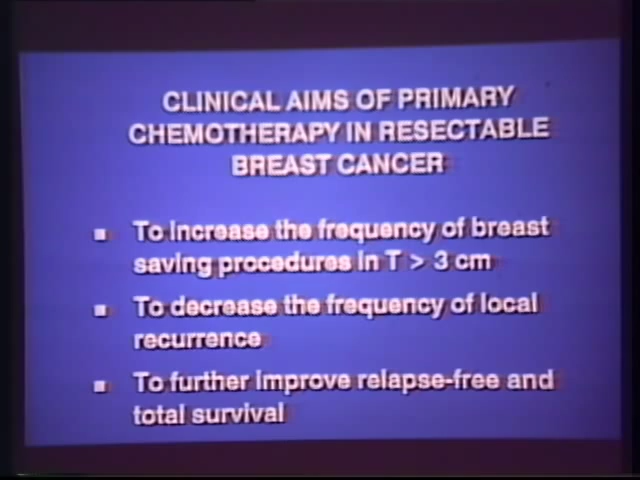 CLINICAL AIMS OF PRIMARY
CHEMOTHERAPY IN RESECTABLE
BREAST CANCER
■ To increase the frequency of breast
saving procedures in T > 3 cm
■ To decrease the frequency of local
recurrence
■ To further improve relapse-free and
total survival